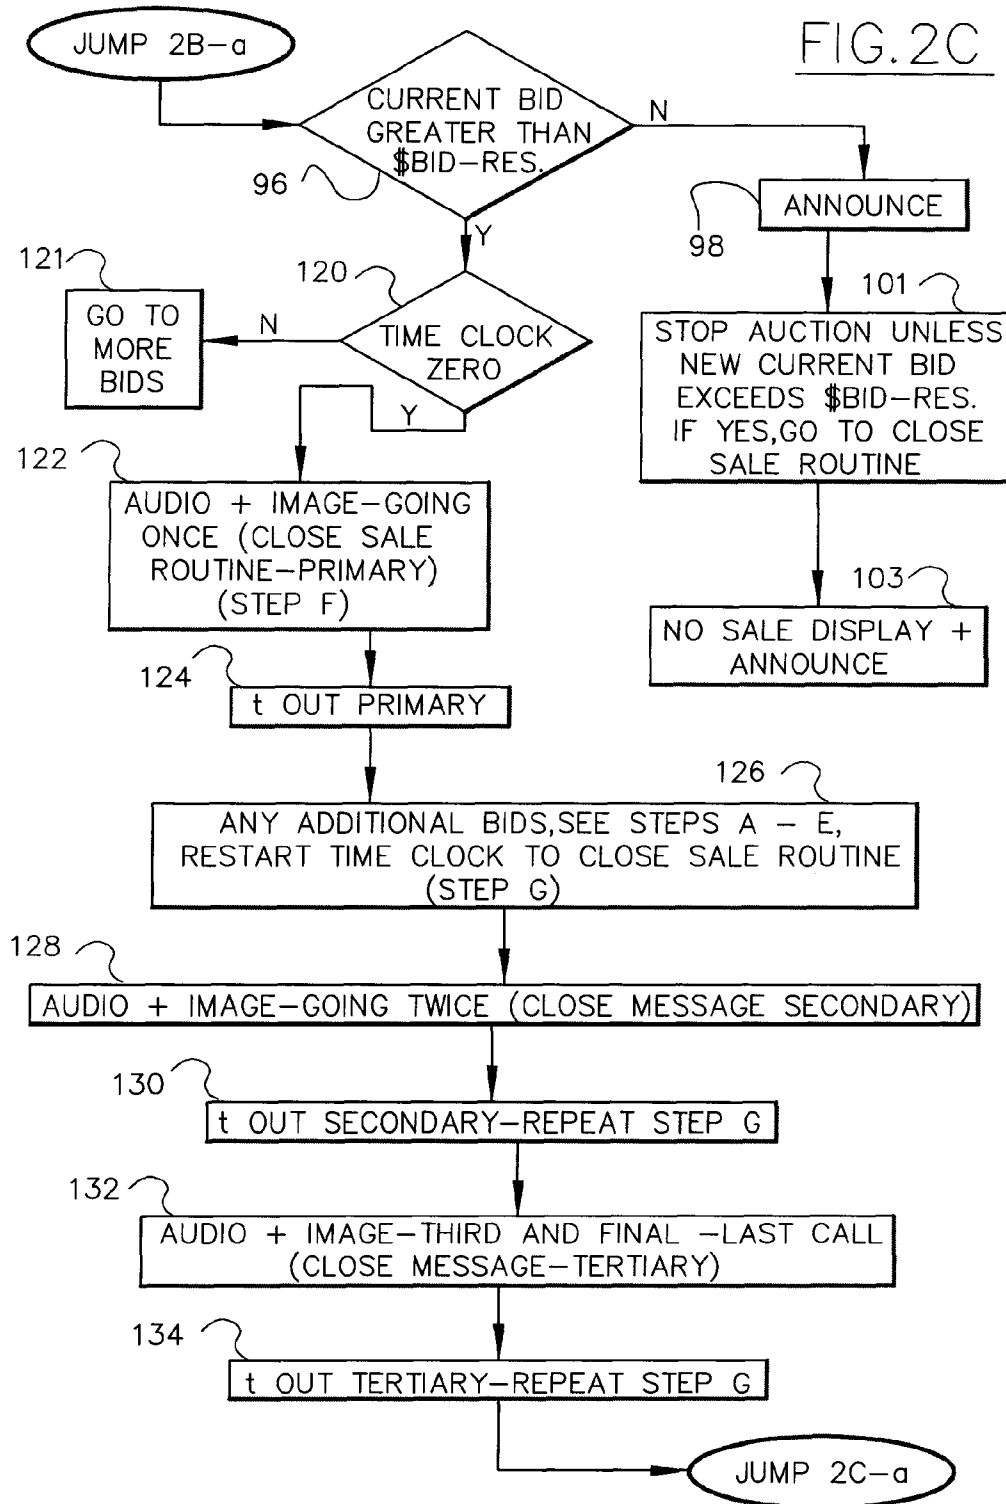 JUMP 2B-a
FIG. 2C
CURRENT BID
GREATER THAN
$BID-RES.
N
96
Y
ANNOUNCE
98
121
120
GO TO
MORE
BIDS
N
TIME CLOCK
ZERO
Y
101
STOP AUCTION UNLESS
NEW CURRENT BID
EXCEEDS $BID-RES.
IF YES,GO TO CLOSE
SALE ROUTINE
122
AUDIO + IMAGE-GOING
ONCE (CLOSE SALE
ROUTINE-PRIMARY)
(STEP F)
103
NO SALE DISPLAY +
ANNOUNCE
124
t OUT PRIMARY
126
ANY ADDITIONAL BIDS,SEE STEPS A - E,
RESTART TIME CLOCK TO CLOSE SALE ROUTINE
(STEP G)
128
AUDIO + IMAGE-GOING TWICE (CLOSE MESSAGE SECONDARY)
130
t OUT SECONDARY-REPEAT STEP G
132
AUDIO + IMAGE-THIRD AND FINAL -LAST CALL
(CLOSE MESSAGE-TERTIARY)
134
t OUT TERTIARY-REPEAT STEP G
JUMP 2C-a